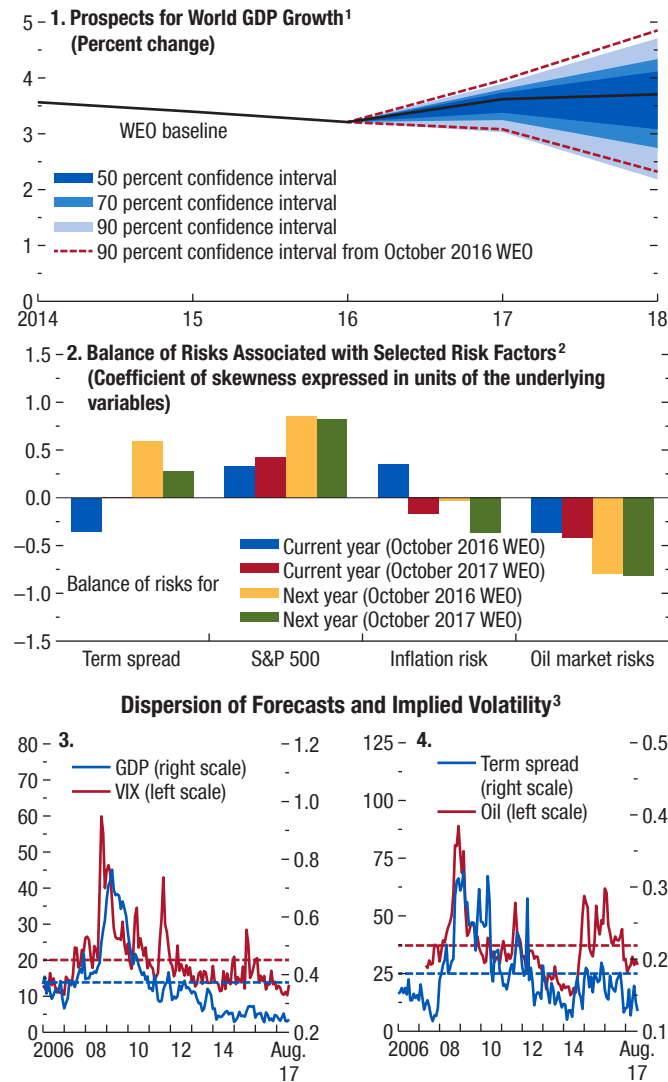 1. Prospects for World GDP Growth¹
(Percent change)
5
4
3
2
1
0
WEO baseline
50 percent confidence interval
70 percent confidence interval
90 percent confidence interval
90 percent confidence interval from October 2016 WEO
2014 15 16 17 18
2. Balance of Risks Associated with Selected Risk Factors²
(Coefficient of skewness expressed in units of the underlying
variables)
1.5
1.0
0.5
0.0
–0.5
–1.0
–1.5
Current year (October 2016 WEO)
Current year (October 2017 WEO)
Next year (October 2016 WEO)
Next year (October 2017 WEO)
Balance of risks for
Term spread S&P 500 Inflation risk Oil market risks
Dispersion of Forecasts and Implied Volatility³
3.
GDP (right scale)
VIX (left scale)
80
70
60
50
40
30
20
10
0
1.2
1.0
0.8
0.6
0.4
0.2
2006 08 10 12 14 Aug.
17
4.
Term spread
(right scale)
Oil (left scale)
125
100
75
50
25
0
0.5
0.4
0.3
0.2
0.1
2006 08 10 12 14 Aug.
17